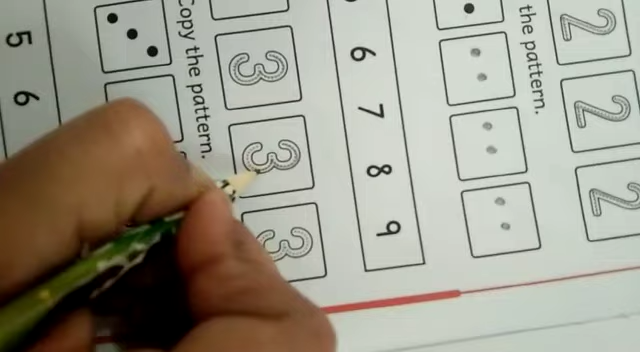 2 2 2
the pattern.
6 7 8 9
3 3 3
Copy the pattern.
5 6